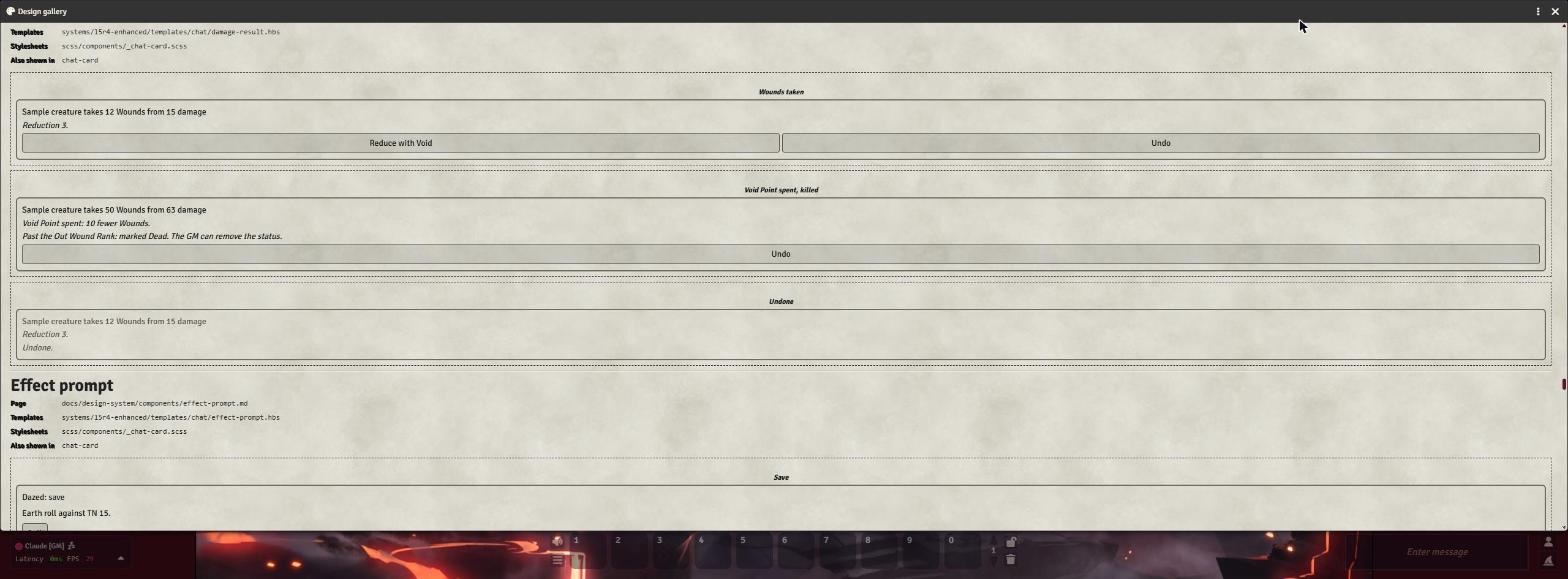 Design gallery
Templates systems/l5r4-enhanced/templates/chat/damage-result.hbs
Stylesheets scss/components/_chat-card.scss
Also shown in chat-card
Wounds taken
Sample creature takes 12 Wounds from 15 damage
Reduction 3.
Reduce with Void Undo
Void Point spent, killed
Sample creature takes 50 Wounds from 63 damage
Void Point spent: 10 fewer Wounds.
Past the Out Wound Rank: marked Dead. The GM can remove the status.
Undo
Undone
Sample creature takes 12 Wounds from 15 damage
Reduction 3.
Undone.
Effect prompt
Page docs/design-system/components/effect-prompt.md
Templates systems/l5r4-enhanced/templates/chat/effect-prompt.hbs
Stylesheets scss/components/_chat-card.scss
Also shown in chat-card
Save
Dazed: save
Earth roll against TN 15.
Claude [GM]
Latency 0ms FPS 29
1 2 3 4 5 6 7 8 9 0
1
Enter message